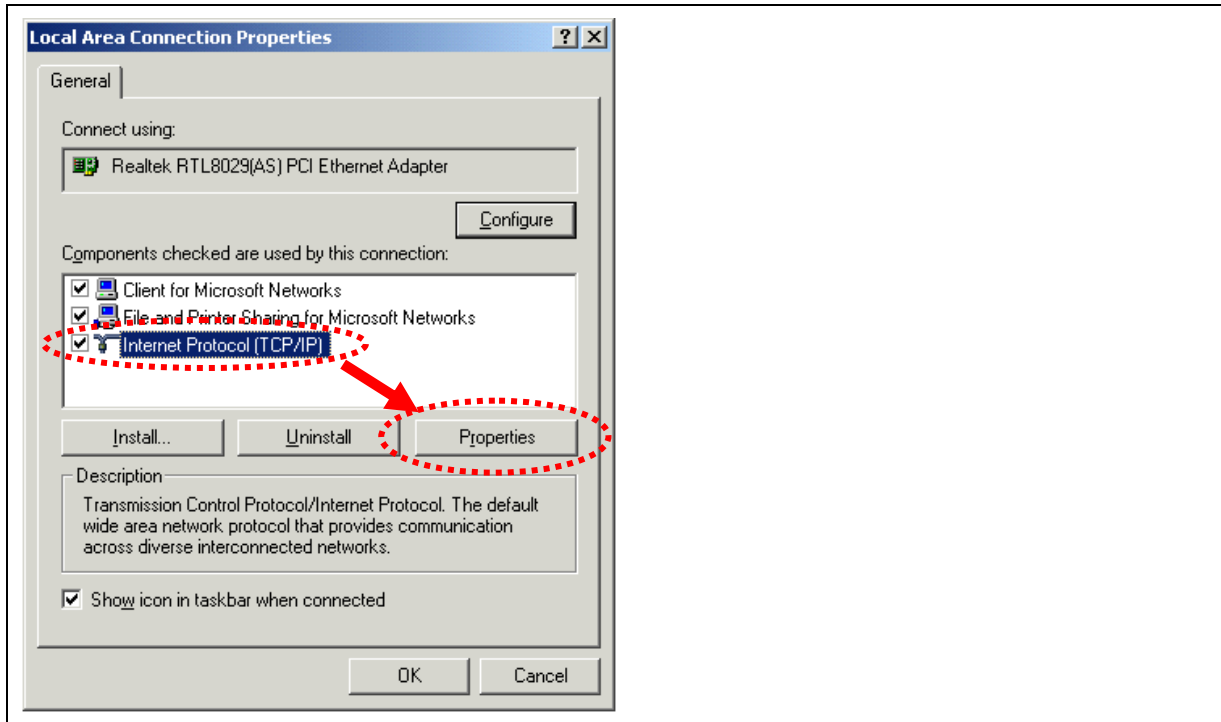 Local Area Connection Properties
General
Connect using:
Realtek RTL8029(AS) PCI Ethernet Adapter
Configure
Components checked are used by this connection:
Client for Microsoft Networks
File and Printer Sharing for Microsoft Networks
Internet Protocol (TCP/IP)
Install... Uninstall Properties
Description
Transmission Control Protocol/Internet Protocol. The default
wide area network protocol that provides communication
across diverse interconnected networks.
Show icon in taskbar when connected
OK Cancel